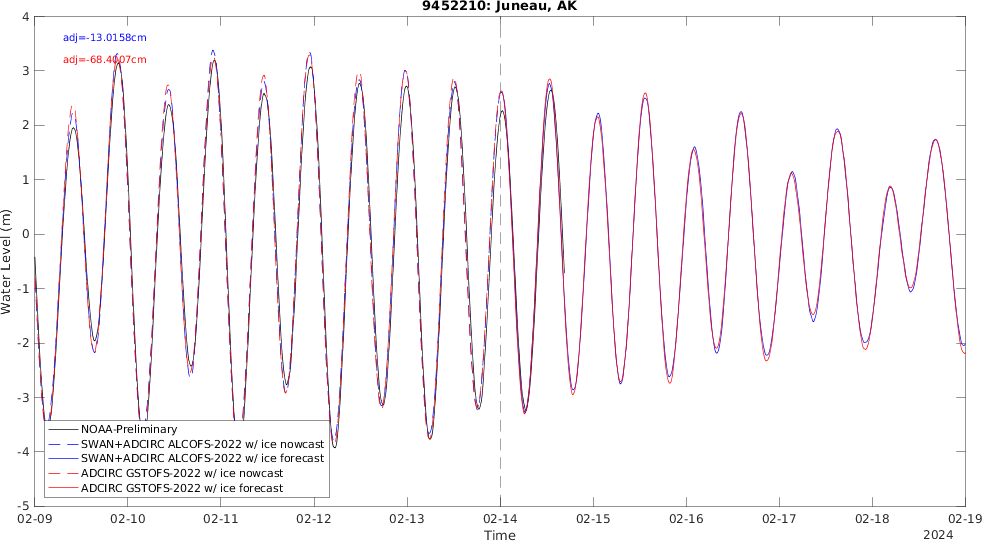 9452210: Juneau, AK
adj=-13.0158cm
adj=-68.4007cm
4
3
2
1
0
-1
-2
-3
-4
-5
Water Level (m)
NOAA-Preliminary
SWAN+ADCIRC ALCOFS-2022 w/ ice nowcast
SWAN+ADCIRC ALCOFS-2022 w/ ice forecast
ADCIRC GSTOFS-2022 w/ ice nowcast
ADCIRC GSTOFS-2022 w/ ice forecast
02-09 02-10 02-11 02-12 02-13 02-14 02-15 02-16 02-17 02-18 02-19
Time
2024